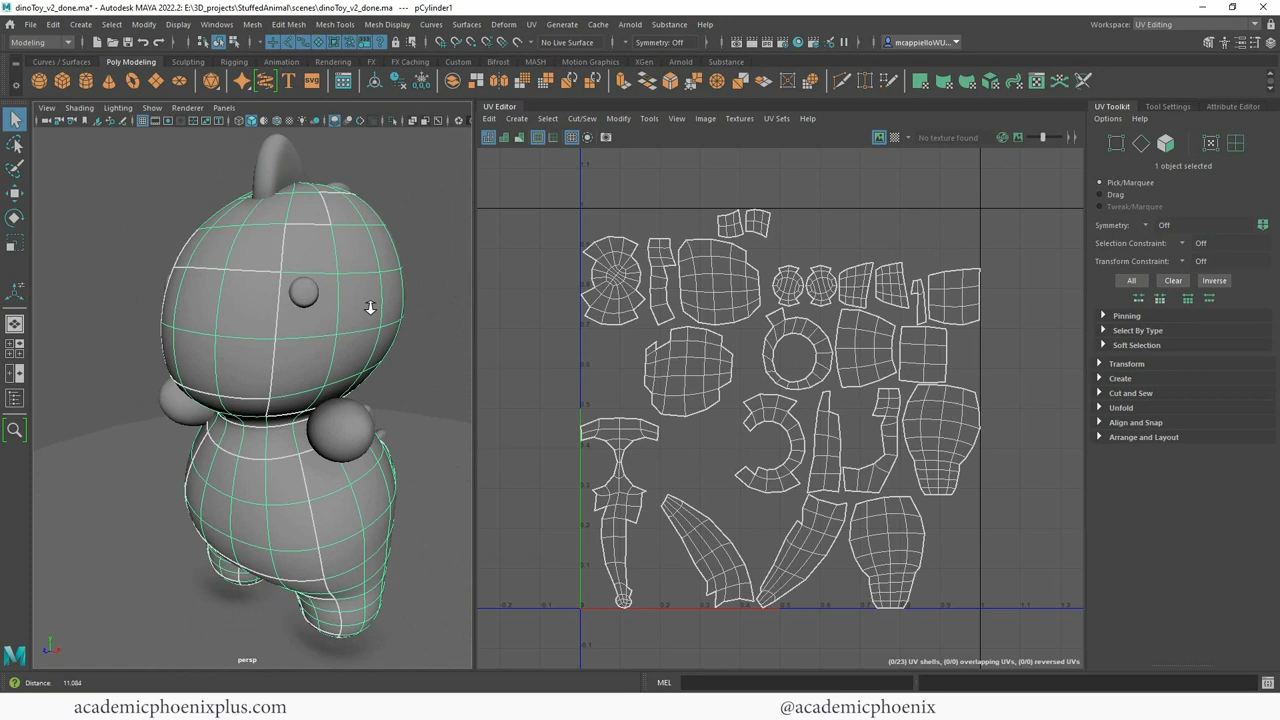 dinoToy_v2_done.ma* - Autodesk MAYA 2022.2: E:\3D_projects\StuffedAnimal\scenes\dinoToy_v2_done.ma --- pCylinder1
File Edit Create Select Modify Display Windows Mesh Edit Mesh Mesh Tools Mesh Display Curves Surfaces Deform UV Generate Cache Arnold Substance Help
Workspace: UV Editing
Modeling No Live Surface Symmetry: Off mcappielloWU...
Curves / Surfaces Poly Modeling Sculpting Rigging Animation Rendering FX FX Caching Custom Bifrost MASH Motion Graphics XGen Arnold Substance
View Shading Lighting Show Renderer Panels
UV Editor
Edit Create Select Cut/Sew Modify Tools View Image Textures UV Sets Help
No texture found
UV Toolkit Tool Settings Attribute Editor
Options Help
1 object selected
Pick/Marquee
Drag
Tweak/Marquee
Symmetry: Off
Selection Constraint: Off
Transform Constraint: Off
All Clear Inverse
Pinning
Select By Type
Soft Selection
Transform
Create
Cut and Sew
Unfold
Align and Snap
Arrange and Layout
persp
(0/23) UV shells, (0/0) overlapping UVs, (0/0) reversed UVs
Distance: 11.084
MEL
academicphoenixplus.com
@academicphoenix